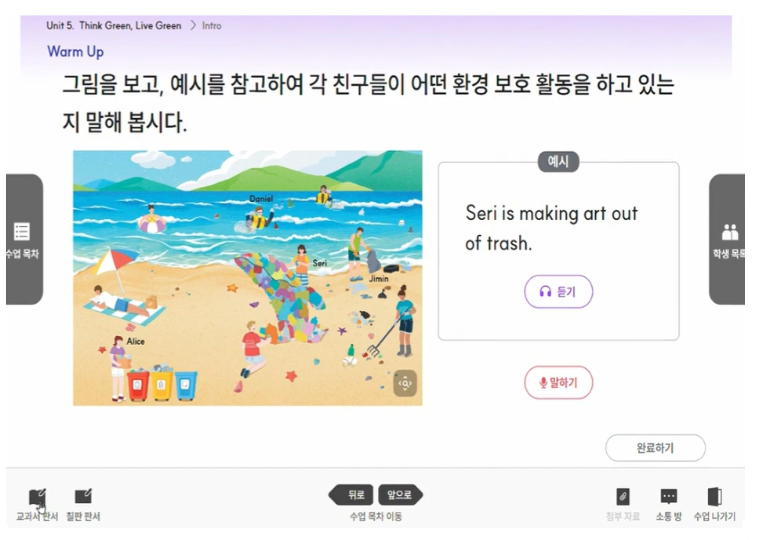 Unit 5. Think Green, Live Green > Intro
Warm Up
그림을 보고, 예시를 참고하여 각 친구들이 어떤 환경 보호 활동을 하고 있는
지 말해 봅시다.
예시
Seri is making art out
of trash.
듣기
말하기
완료하기
Daniel
Seri
Jimin
Alice
수업 목차
학생 목록
교과서 판서
칠판 판서
뒤로
앞으로
수업 목차 이동
첨부 자료
소통 방
수업 나가기